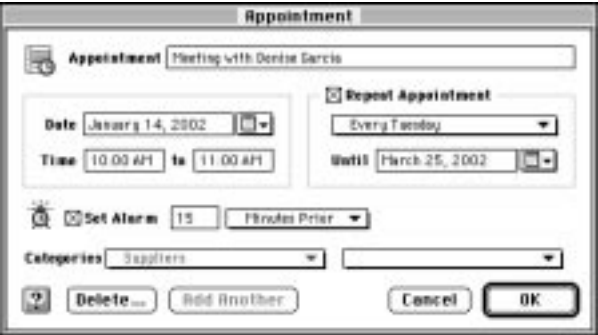 Appointment
Appointment Meeting with Denise Garcia
Repeat Appointment
Date January 14, 2002
Every Tuesday
Time 10:00 AM to 11:00 AM
Until March 25, 2002
Set Alarm 15 Minutes Prior
Categories Suppliers
? Delete... Add Another Cancel OK